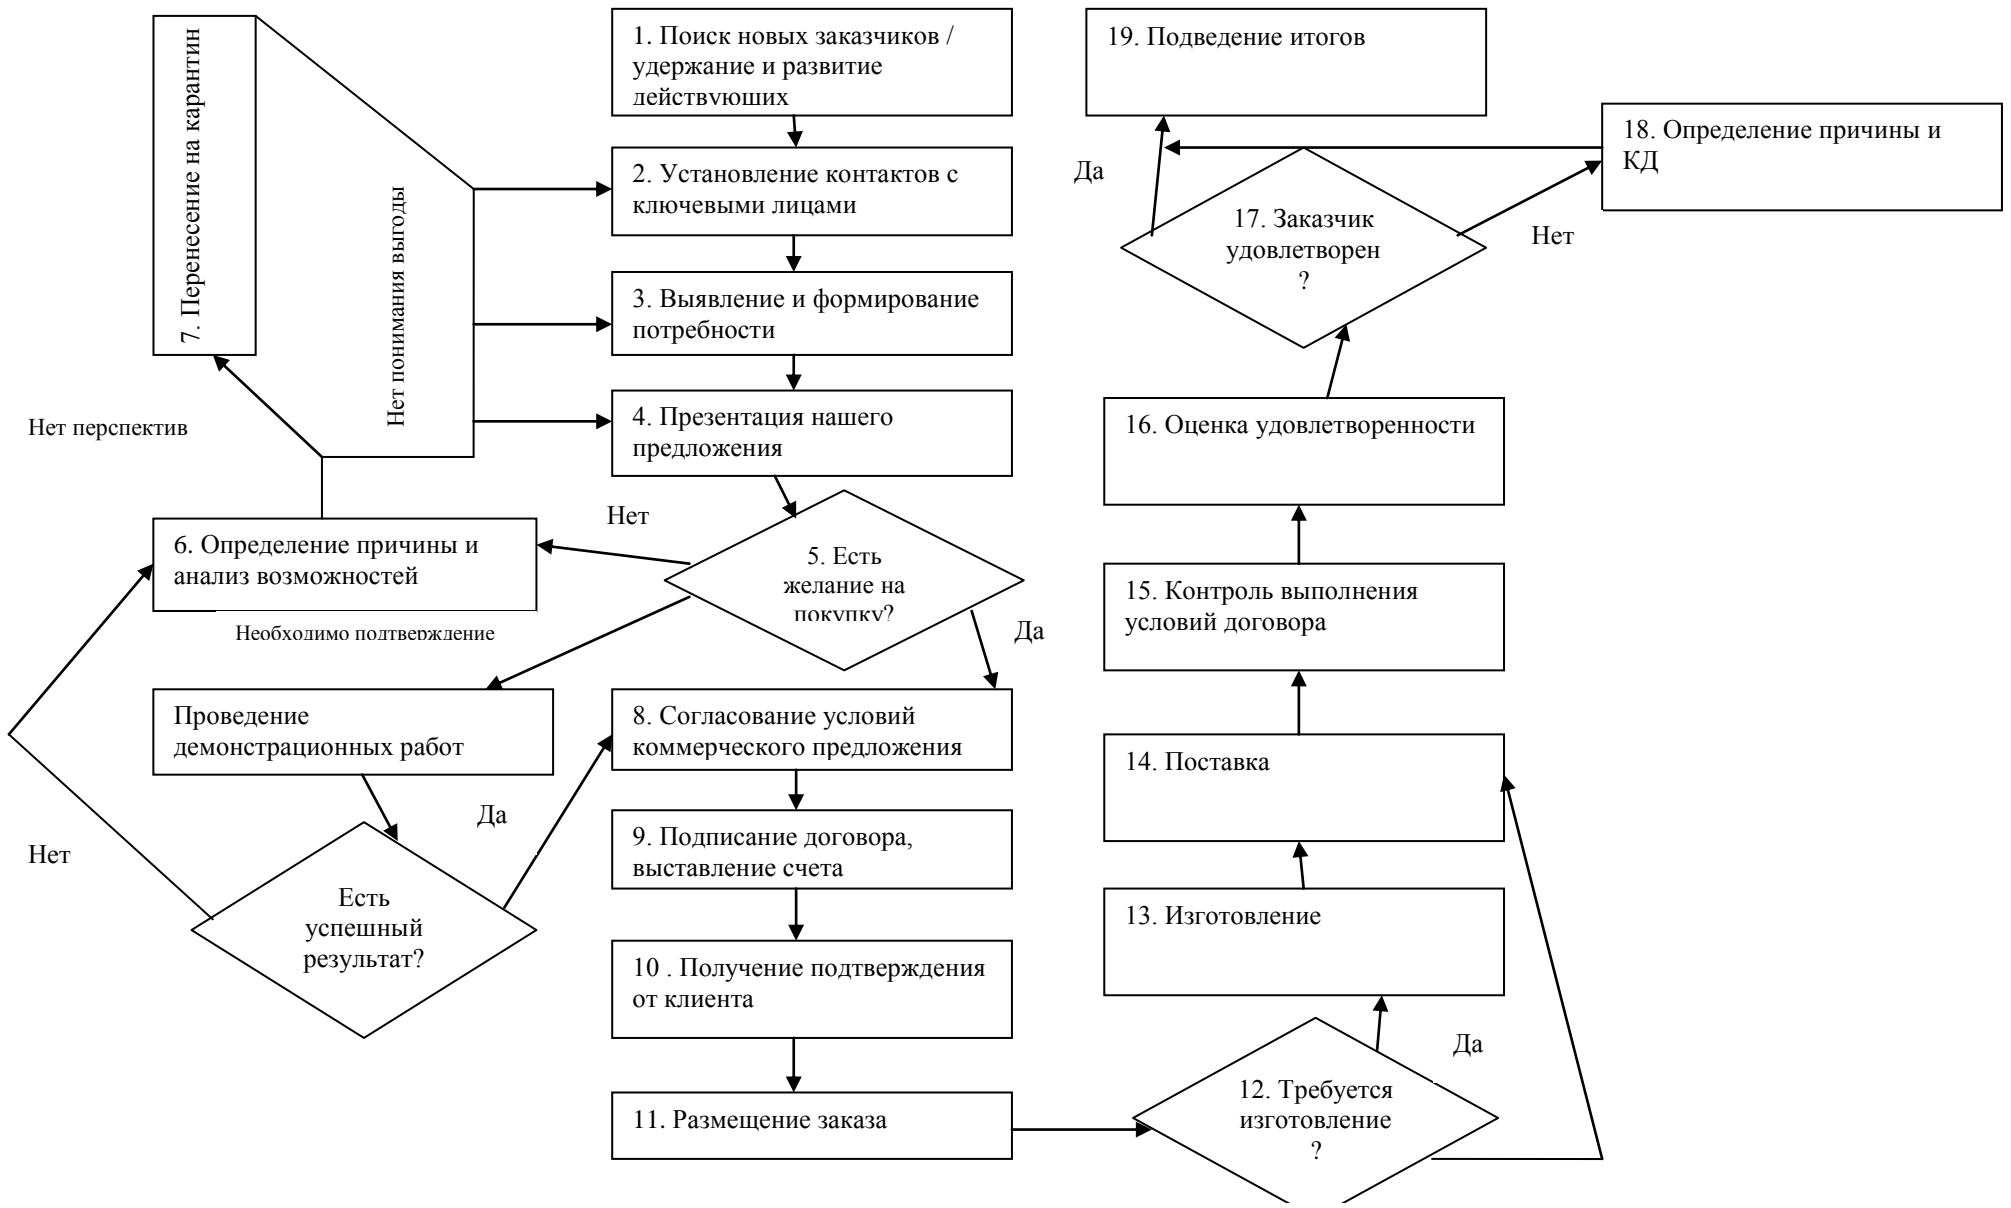 7. Перенесение на карантин
Нет понимания выгоды
Нет перспектив
1. Поиск новых заказчиков /
удержание и развитие
действующих
2. Установление контактов с
ключевыми лицами
3. Выявление и формирование
потребности
4. Презентация нашего
предложения
Нет
5. Есть
желание на
покупку?
Да
6. Определение причины и
анализ возможностей
Необходимо подтверждение
Проведение
демонстрационных работ
Да
Нет
Есть
успешный
результат?
8. Согласование условий
коммерческого предложения
9. Подписание договора,
выставление счета
10 . Получение подтверждения
от клиента
11. Размещение заказа
12. Требуется
изготовление
?
Да
13. Изготовление
14. Поставка
15. Контроль выполнения
условий договора
16. Оценка удовлетворенности
17. Заказчик
удовлетворен
?
Да
Нет
18. Определение причины и
КД
19. Подведение итогов